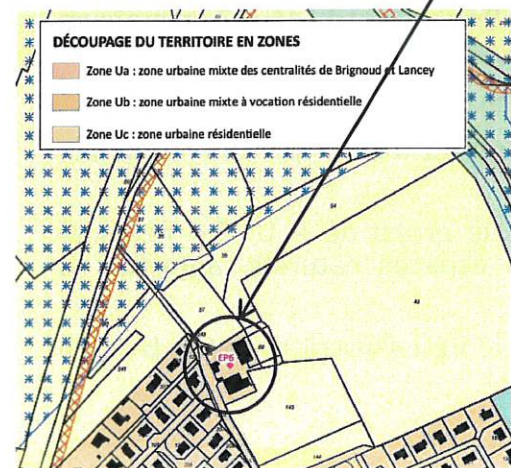 DÉCOUPAGE DU TERRITOIRE EN ZONES
Zone Ua : zone urbaine mixte des centralités de Brignoud et Lancey
Zone Ub : zone urbaine mixte à vocation résidentielle
Zone Uc : zone urbaine résidentielle
EP6